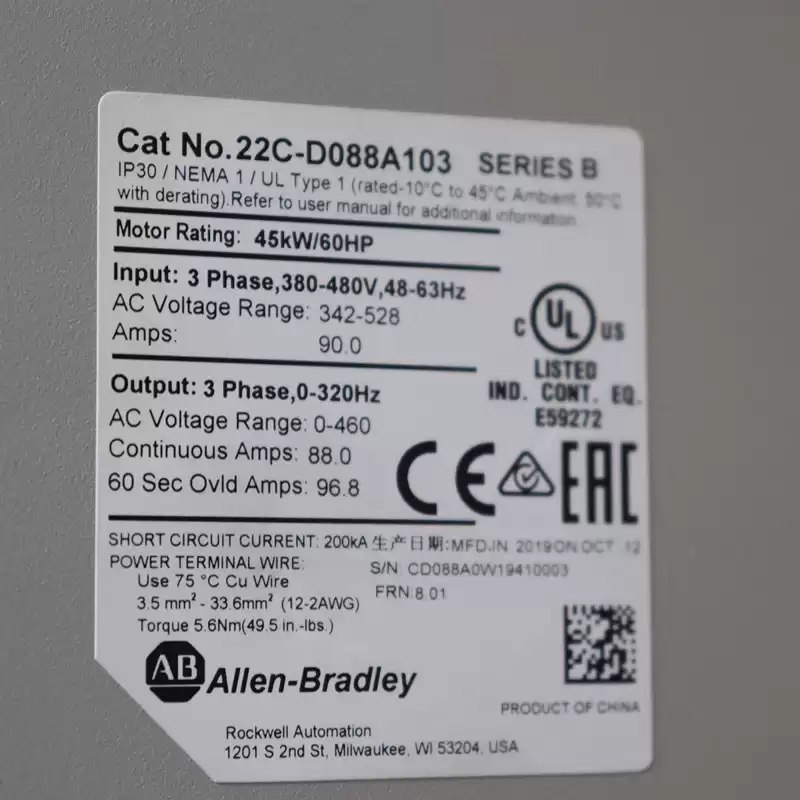 Cat No.22C-D088A103 SERIES B
IP30 / NEMA 1 / UL Type 1 (rated-10°C to 45°C Ambient 50°C
with derating).Refer to user manual for additional information
Motor Rating: 45kW/60HP
Input: 3 Phase,380-480V,48-63Hz
AC Voltage Range: 342-528
Amps: 90.0
C UL US
LISTED
IND. CONT. EQ.
E59272
Output: 3 Phase,0-320Hz
AC Voltage Range: 0-460
Continuous Amps: 88.0
60 Sec Ovld Amps: 96.8
CE EAC
SHORT CIRCUIT CURRENT: 200kA 生产日期:MFD.IN 2019 ON OCT 12
POWER TERMINAL WIRE: S/N: CD088A0W19410003
Use 75 °C Cu Wire FRN:8.01
3.5 mm² - 33.6mm² (12-2AWG)
Torque 5.6Nm(49.5 in.-lbs.)
AB Allen-Bradley
PRODUCT OF CHINA
Rockwell Automation
1201 S 2nd St, Milwaukee, WI 53204, USA